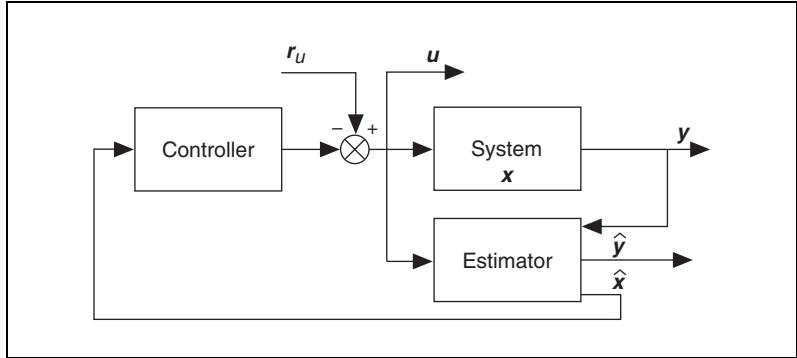 r_u
u
− +
Controller
System
x
y
Estimator
ŷ
x̂